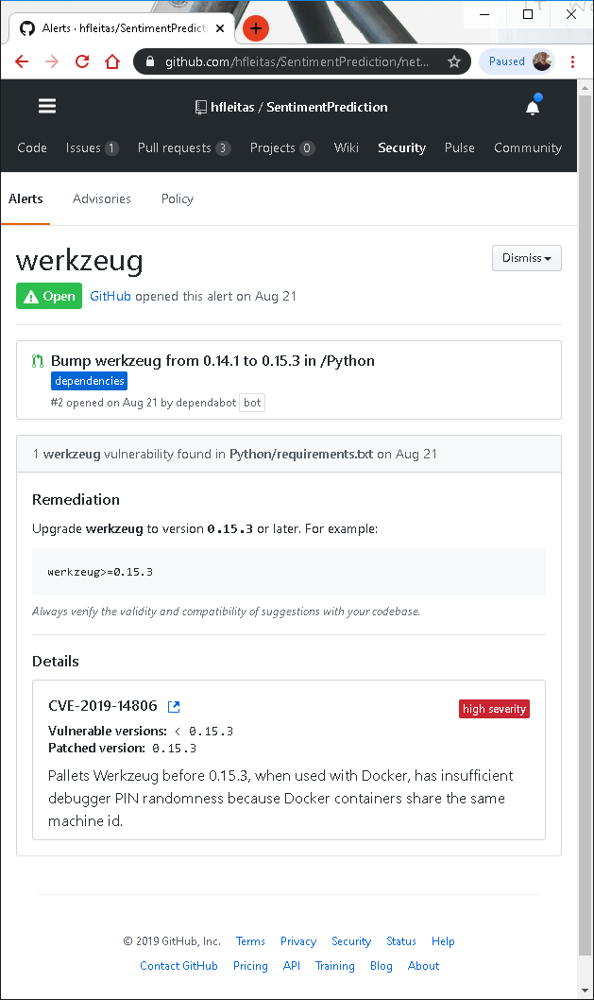 Alerts · hfleitas/SentimentPredicti
github.com/hfleitas/SentimentPrediction/net...
Paused
hfleitas / SentimentPrediction
Code Issues 1 Pull requests 3 Projects 0 Wiki Security Pulse Community
Alerts Advisories Policy
werkzeug
Dismiss
Open GitHub opened this alert on Aug 21
Bump werkzeug from 0.14.1 to 0.15.3 in /Python
dependencies
#2 opened on Aug 21 by dependabot bot
1 werkzeug vulnerability found in Python/requirements.txt on Aug 21
Remediation
Upgrade werkzeug to version 0.15.3 or later. For example:
werkzeug>=0.15.3
Always verify the validity and compatibility of suggestions with your codebase.
Details
CVE-2019-14806
high severity
Vulnerable versions: < 0.15.3
Patched version: 0.15.3
Pallets Werkzeug before 0.15.3, when used with Docker, has insufficient
debugger PIN randomness because Docker containers share the same
machine id.
© 2019 GitHub, Inc. Terms Privacy Security Status Help
Contact GitHub Pricing API Training Blog About